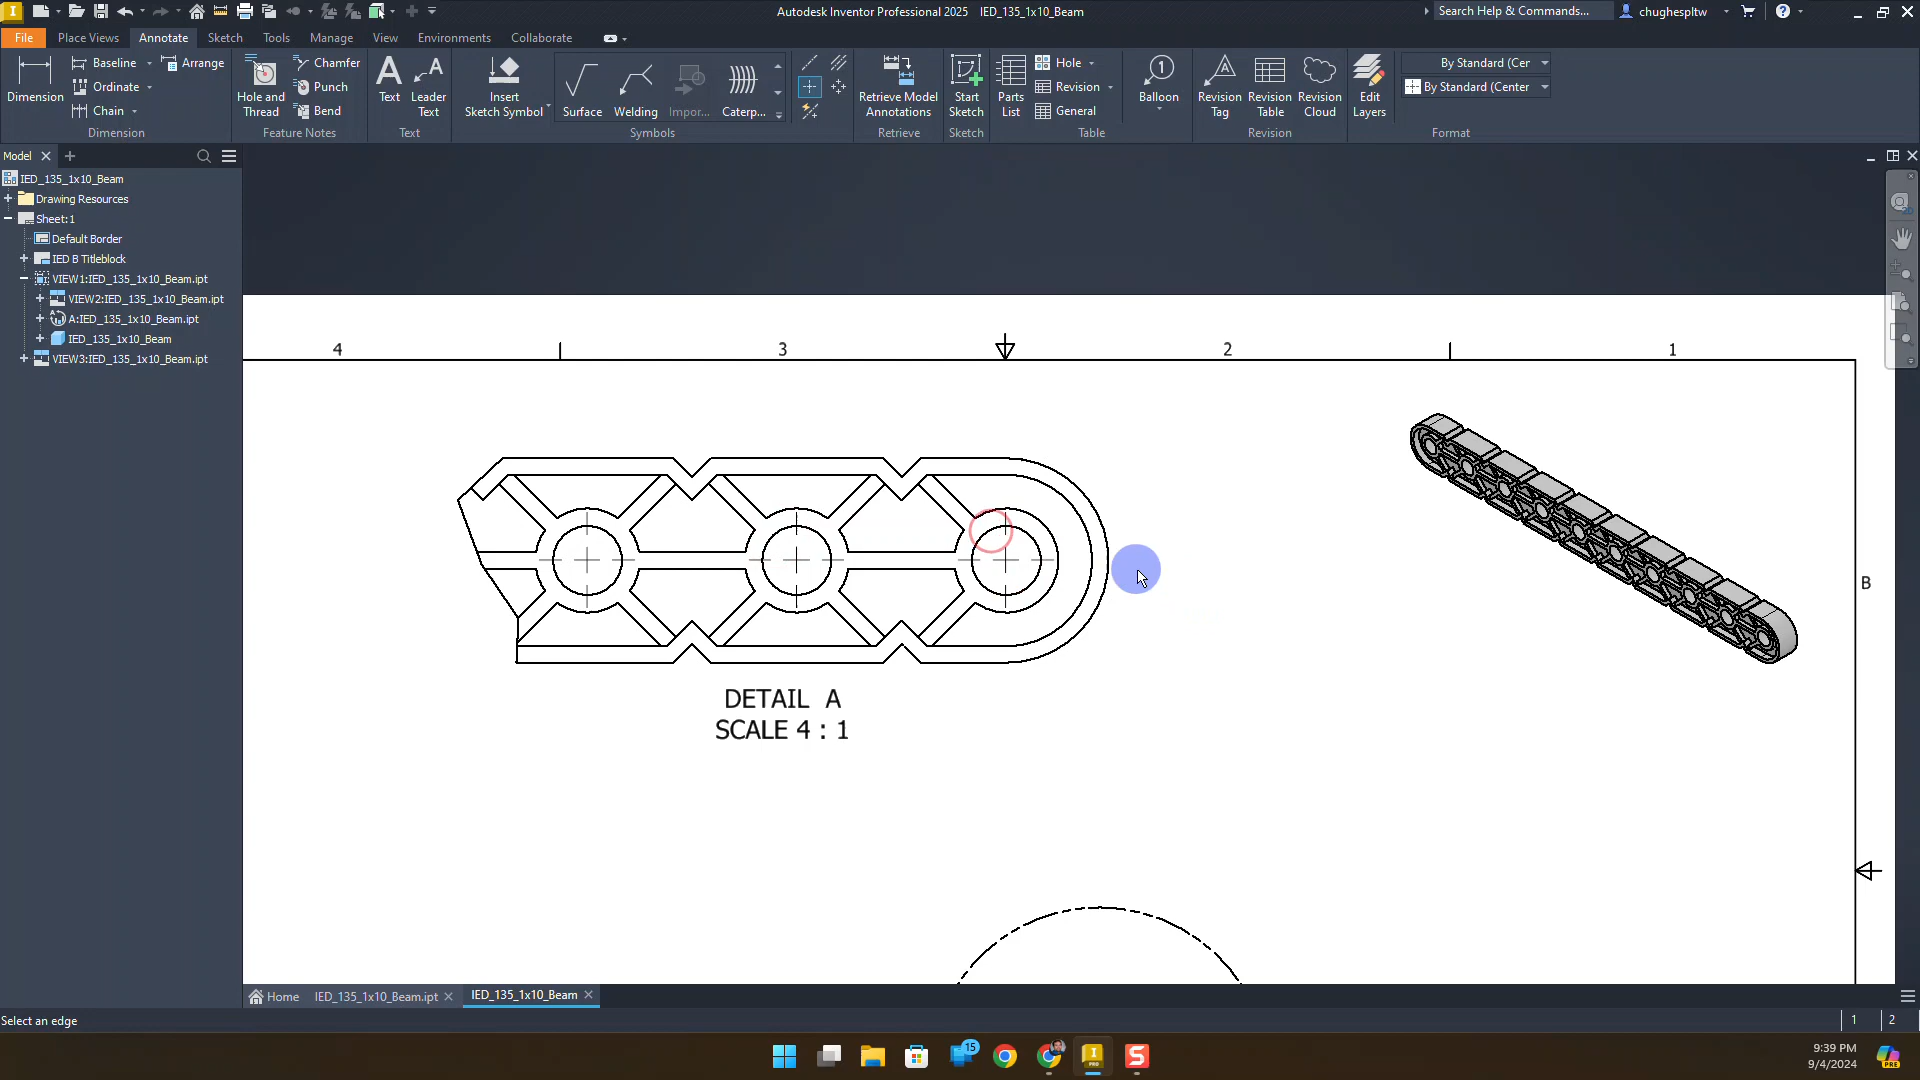 Autodesk Inventor Professional 2025 IED_135_1x10_Beam
Search Help & Commands...
chughespltw
File
Place Views
Annotate
Sketch
Tools
Manage
View
Environments
Collaborate
Dimension
Baseline
Ordinate
Chain
Arrange
Dimension
Hole and
Thread
Chamfer
Punch
Bend
Feature Notes
Text
Leader
Text
Text
Insert
Sketch Symbol
Surface
Welding
Impor...
Caterp...
Symbols
Retrieve Model
Annotations
Retrieve
Start
Sketch
Sketch
Parts
List
Hole
Revision
General
Table
Balloon
Revision
Tag
Revision
Table
Revision
Cloud
Revision
Edit
Layers
By Standard (Cer
By Standard (Center
Format
Model
IED_135_1x10_Beam
Drawing Resources
Sheet:1
Default Border
IED B Titleblock
VIEW1:IED_135_1x10_Beam.ipt
VIEW2:IED_135_1x10_Beam.ipt
A:IED_135_1x10_Beam.ipt
IED_135_1x10_Beam
VIEW3:IED_135_1x10_Beam.ipt
4 3 2 1
B
DETAIL A
SCALE 4 : 1
Home
IED_135_1x10_Beam.ipt
IED_135_1x10_Beam
Select an edge
1 2
15
9:39 PM
9/4/2024